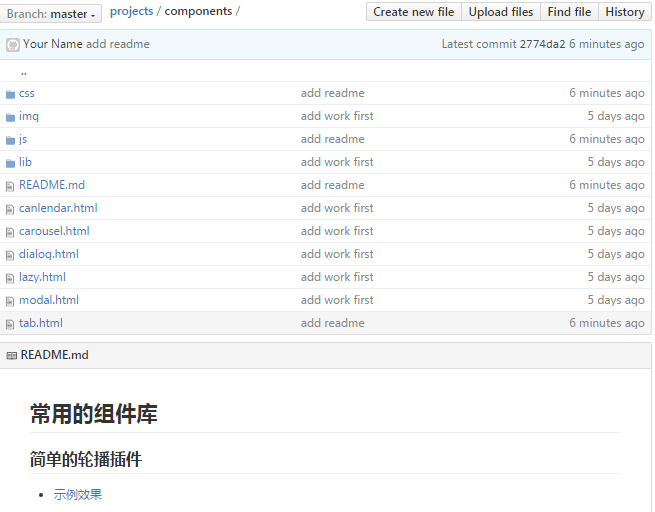 Branch: master projects / components / Create new file Upload files Find file History
Your Name add readme Latest commit 2774da2 6 minutes ago
..
css add readme 6 minutes ago
img add work first 5 days ago
js add readme 6 minutes ago
lib add work first 5 days ago
README.md add readme 6 minutes ago
canlendar.html add work first 5 days ago
carousel.html add work first 5 days ago
dialog.html add work first 5 days ago
lazy.html add work first 5 days ago
modal.html add work first 5 days ago
tab.html add readme 6 minutes ago
README.md
常用的组件库
简单的轮播插件
• 示例效果